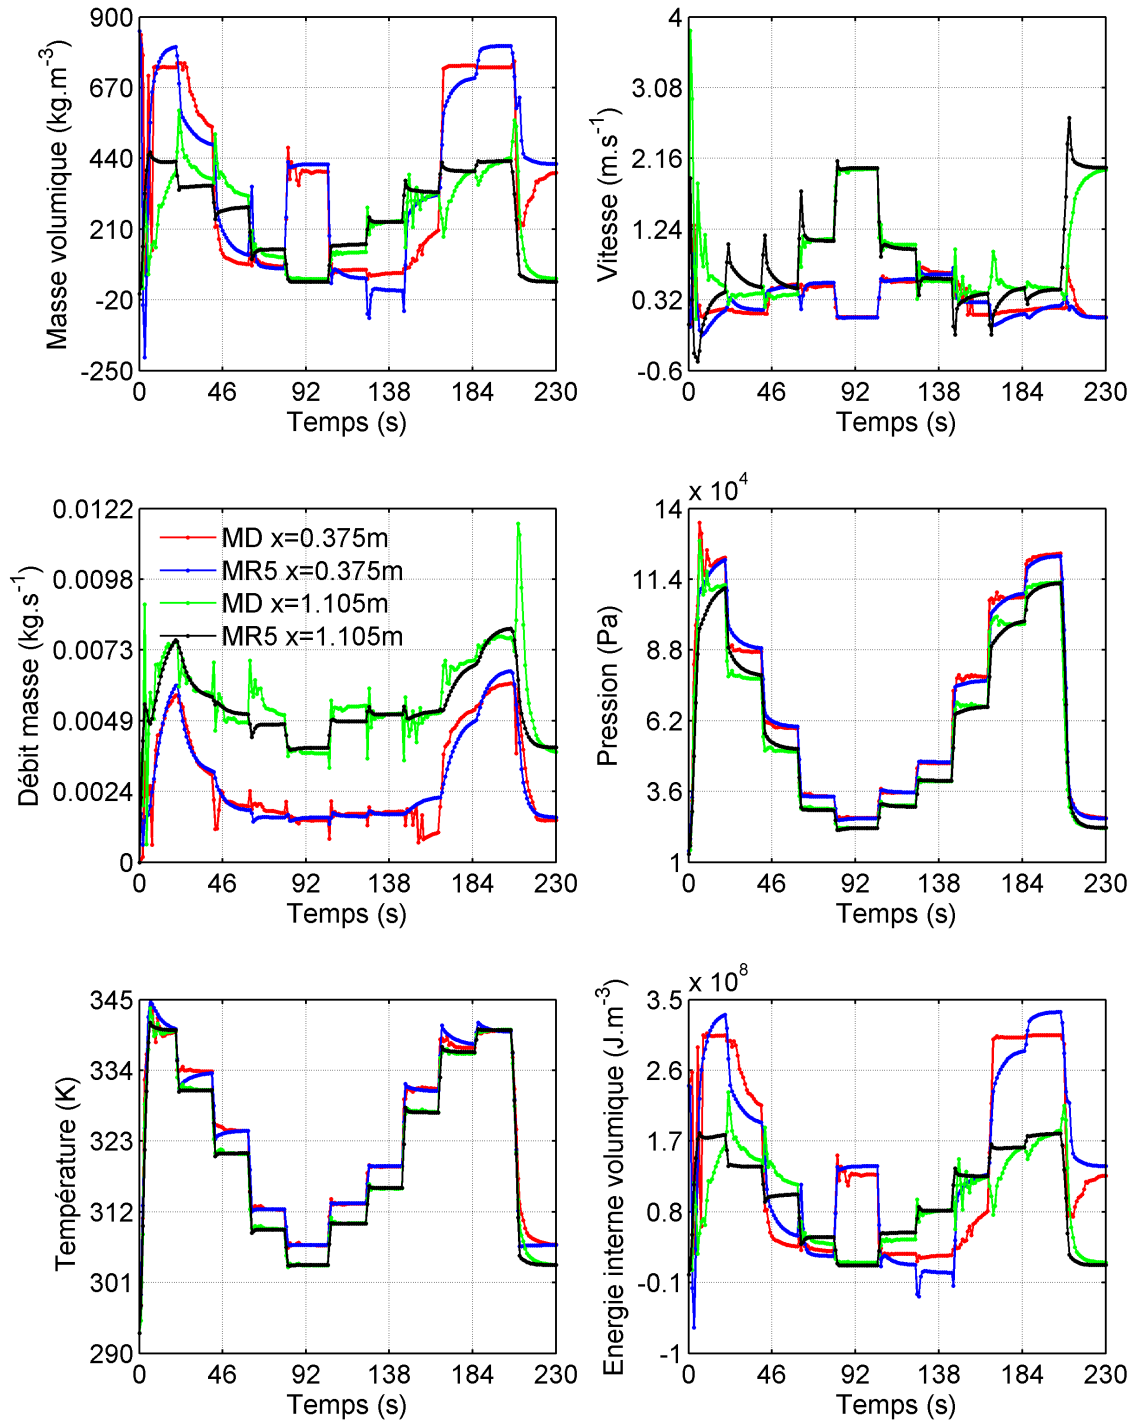 Masse volumique (kg.m⁻³)
900
670
440
210
-20
-250
0 46 92 138 184 230
Temps (s)
Vitesse (m.s⁻¹)
4
3.08
2.16
1.24
0.32
-0.6
0 46 92 138 184 230
Temps (s)
Débit masse (kg.s⁻¹)
0.0122
0.0098
0.0073
0.0049
0.0024
0
MD x=0.375m
MR5 x=0.375m
MD x=1.105m
MR5 x=1.105m
0 46 92 138 184 230
Temps (s)
Pression (Pa)
x 10⁴
14
11.4
8.8
6.2
3.6
1
0 46 92 138 184 230
Temps (s)
Température (K)
345
334
323
312
301
290
0 46 92 138 184 230
Temps (s)
Energie interne volumique (J.m⁻³)
x 10⁸
3.5
2.6
1.7
0.8
-0.1
-1
0 46 92 138 184 230
Temps (s)